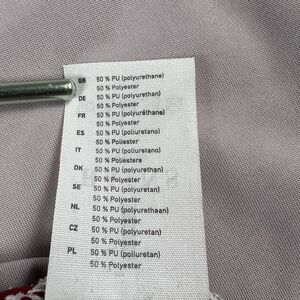 GB 50 % PU (polyurethane)
50 % Polyester
DE 50 % PU (polyurethan)
50 % Polyester
FR 50 % PU (polyuréthane)
50 % Polyester
ES 50 % PU (poliuretano)
50 % Poliéster
IT 50 % PU (poliuretano)
50 % Poliestere
DK 50 % PU (polyurethan)
50 % Polyester
SE 50 % PU (polyuretan)
50 % Polyester
NL 50 % PU (polyurethaan)
50 % Polyester
CZ 50 % PU (polyuretan)
50 % Polyester
PL 50 % PU (poliuretan)
50 % Polyester